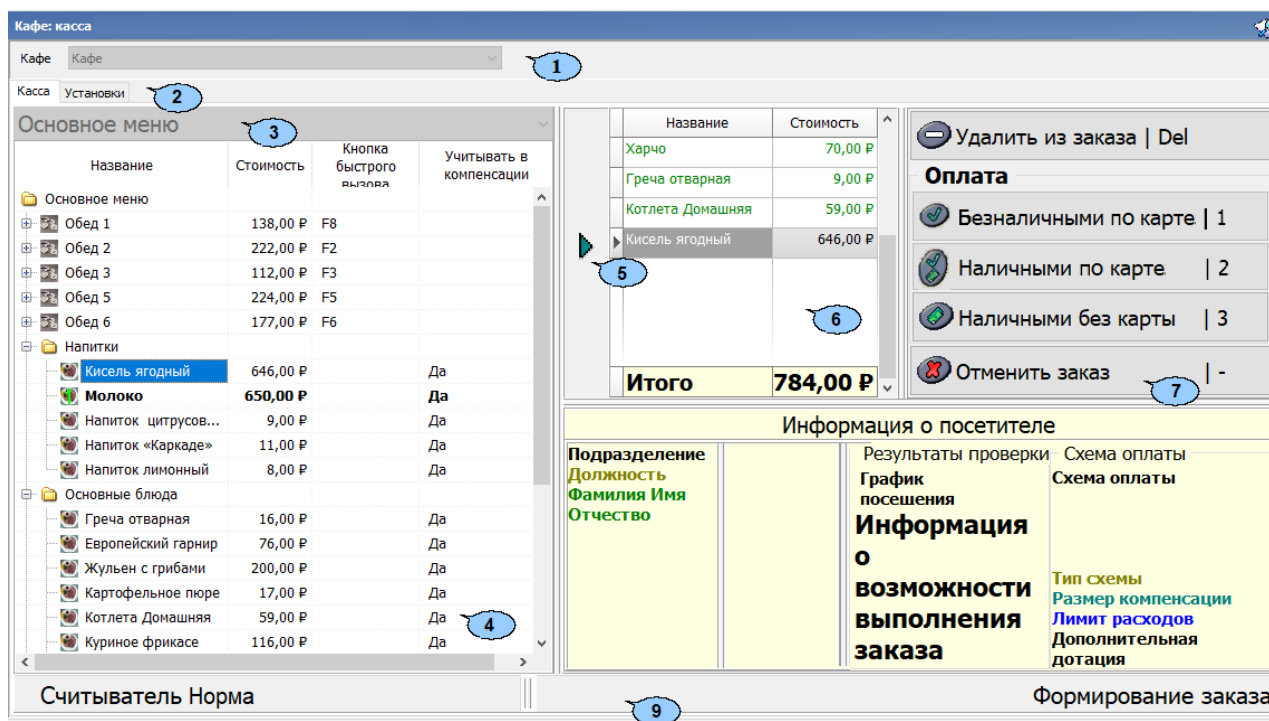 Кафе: касса
Кафе Кафе 1
Касса Установки 2
Основное меню 3
Название Стоимость Кнопка быстрого вызова Учитывать в компенсации
Основное меню
Обед 1 138,00 ₽ F8
Обед 2 222,00 ₽ F2
Обед 3 112,00 ₽ F3
Обед 5 224,00 ₽ F5
Обед 6 177,00 ₽ F6
Напитки
Кисель ягодный 646,00 ₽ Да
Молоко 650,00 ₽ Да
Напиток цитрусов... 9,00 ₽ Да
Напиток «Каркаде» 11,00 ₽ Да
Напиток лимонный 8,00 ₽ Да
Основные блюда
Греча отварная 16,00 ₽ Да
Европейский гарнир 76,00 ₽ Да
Жульен с грибами 200,00 ₽ Да
Картофельное пюре 17,00 ₽ Да
Котлета Домашняя 59,00 ₽ Да 4
Куриное фрикасе 116,00 ₽ Да
Название Стоимость
Харчо 70,00 ₽
Греча отварная 9,00 ₽
Котлета Домашняя 59,00 ₽
Кисель ягодный 646,00 ₽
5
6
Итого 784,00 ₽
Удалить из заказа | Del
Оплата
Безналичными по карте | 1
Наличными по карте | 2
Наличными без карты | 3
Отменить заказ | -
7
Информация о посетителе
Подразделение
Должность
Фамилия Имя
Отчество
Результаты проверки
График
посешения
Информация
о
возможности
выполнения
заказа
Схема оплаты
Схема оплаты
Тип схемы
Размер компенсации
Лимит расходов
Дополнительная
дотация
Считыватель Норма 9 Формирование заказа